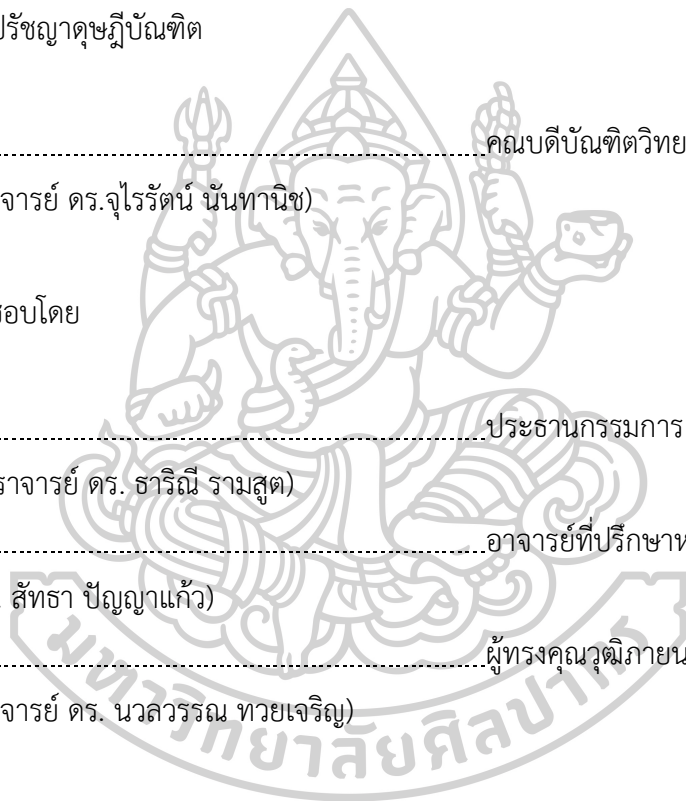 ปรัชญาดุษฎีบัณฑิต
คณบดีบัณฑิตวิทย
จารย์ ดร.จุไรรัตน์ นันทานิช)
อบโดย
ประธานกรรมการ
ราจารย์ ดร. ธาริณี รามสูต)
อาจารย์ที่ปรึกษาห
. สัทธา ปัญญาแก้ว)
ผู้ทรงคุณวุฒิภายน
จารย์ ดร. นวลวรรณ ทวยเจริญ)
มหาวิทยาลัยศิลปากร